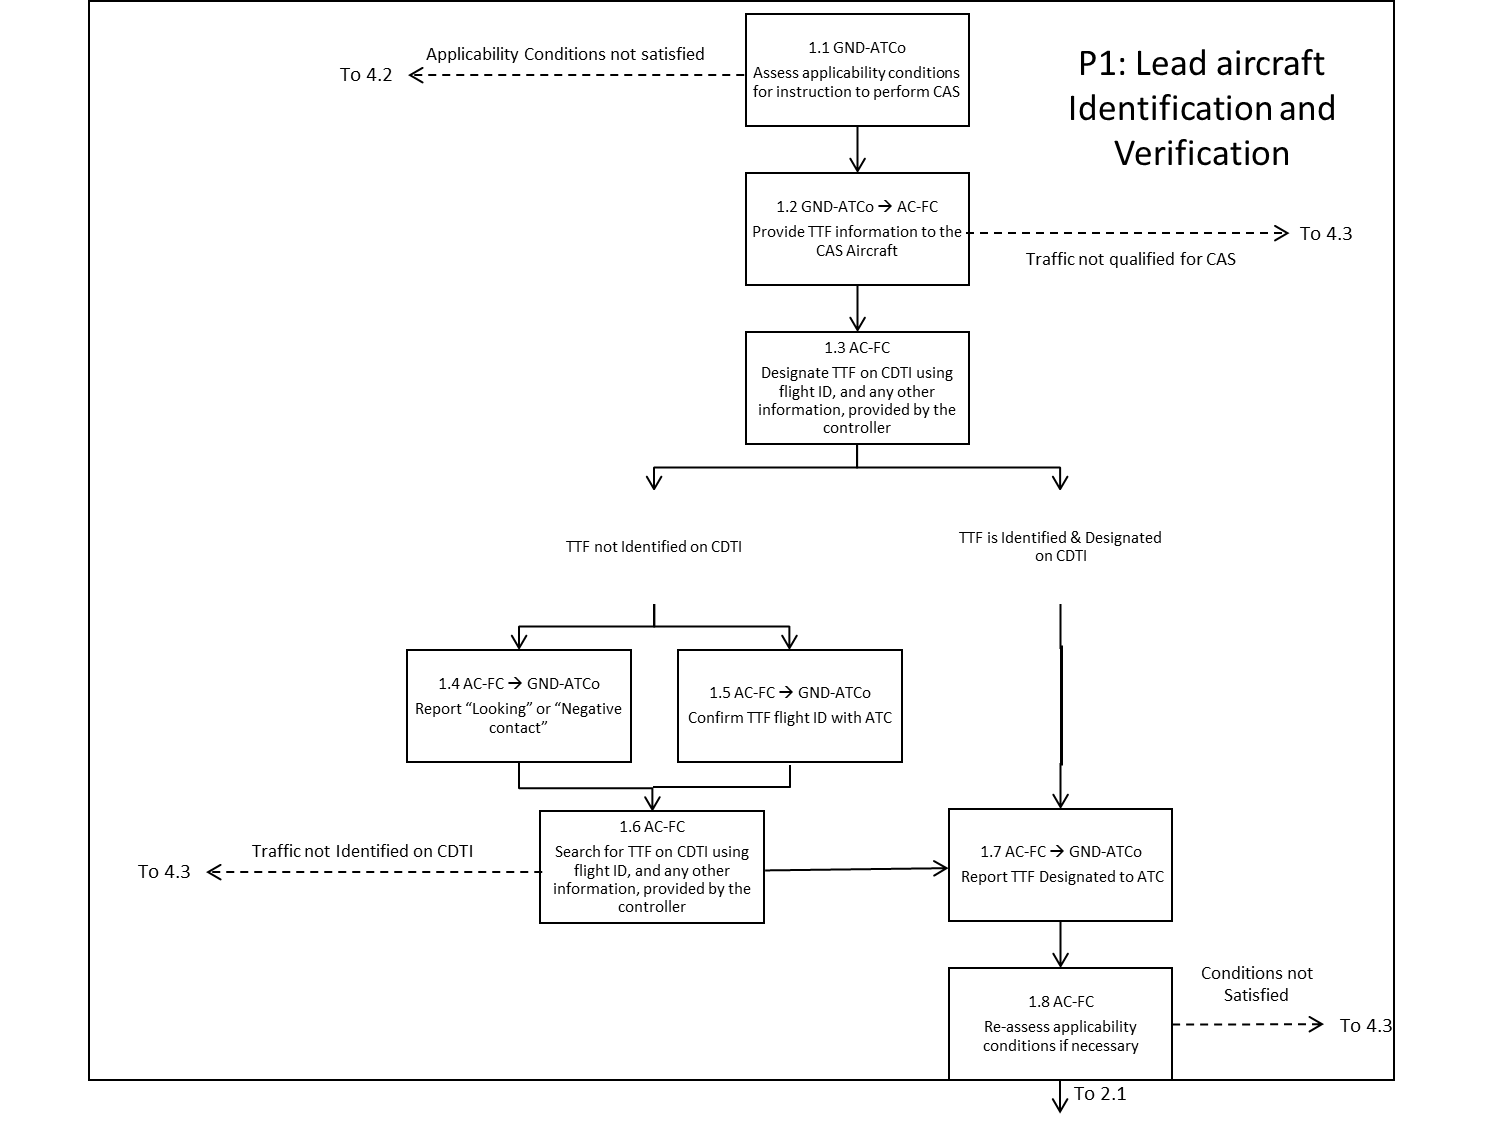 P1: Lead aircraft
Identification and
Verification
1.1 GND-ATCo
Assess applicability conditions
for instruction to perform CAS
Applicability Conditions not satisfied
To 4.2
1.2 GND-ATCo → AC-FC
Provide TTF information to the
CAS Aircraft
To 4.3
Traffic not qualified for CAS
1.3 AC-FC
Designate TTF on CDTI using
flight ID, and any other
information, provided by the
controller
TTF not Identified on CDTI
TTF is Identified & Designated
on CDTI
1.4 AC-FC → GND-ATCo
Report “Looking” or “Negative
contact”
1.5 AC-FC → GND-ATCo
Confirm TTF flight ID with ATC
1.6 AC-FC
Search for TTF on CDTI using
flight ID, and any other
information, provided by the
controller
Traffic not Identified on CDTI
To 4.3
1.7 AC-FC → GND-ATCo
Report TTF Designated to ATC
1.8 AC-FC
Re-assess applicability
conditions if necessary
Conditions not
Satisfied
To 4.3
To 2.1